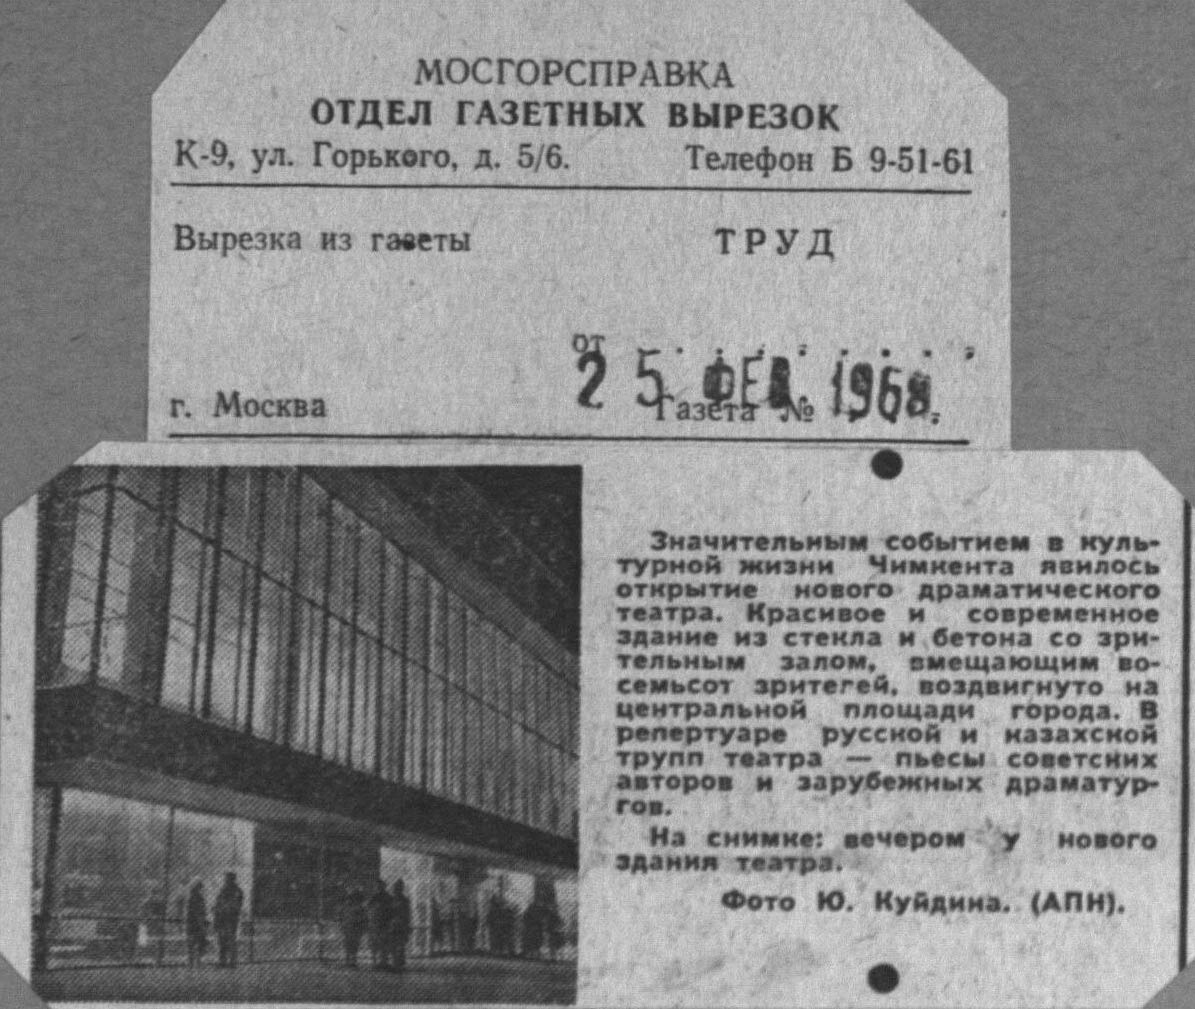 МОСГОРСПРАВКА
ОТДЕЛ ГАЗЕТНЫХ ВЫРЕЗОК
К-9, ул. Горького, д. 5/6. Телефон Б 9-51-61
Вырезка из газеты ТРУД
от
2 5 ФЕВ. 1968
г. Москва Газета №
Значительным событием в куль-
турной жизни Чимкента явилось
открытие нового драматического
театра. Красивое и современное
здание из стекла и бетона со зри-
тельным залом, вмещающим во-
семьсот зритегей, воздвигнуто на
центральной площади города. В
репертуаре русской и казахской
трупп театра — пьесы советских
авторов и зарубежных драматур-
гов.
На снимке: вечером у нового
здания театра.
Фото Ю. Куйдина. (АПН).